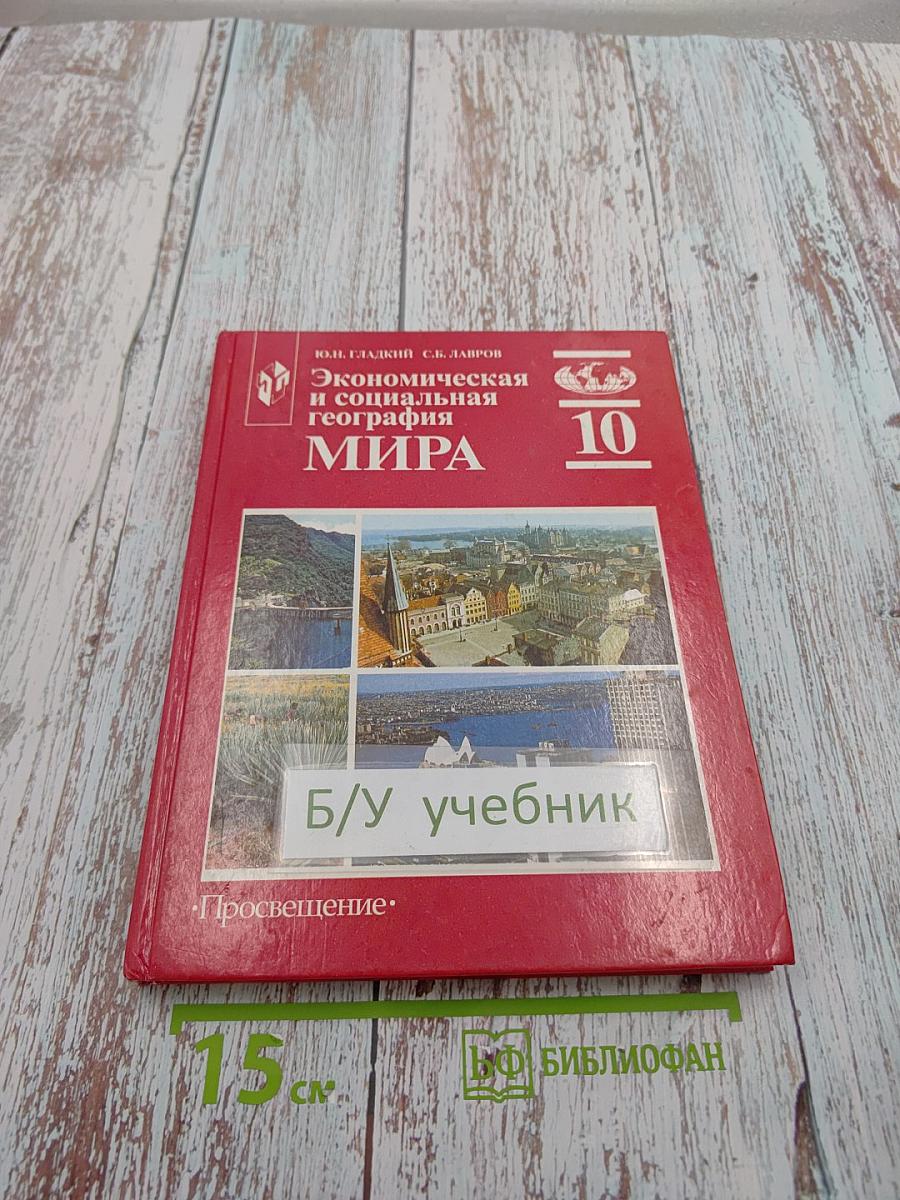 Ю.Н. ГЛАДКИЙ С.Б. ЛАВРОВ
Экономическая
и социальная
география
МИРА
10
Б/У учебник
·Просвещение·
15 см
БФ БИБЛИОФАН